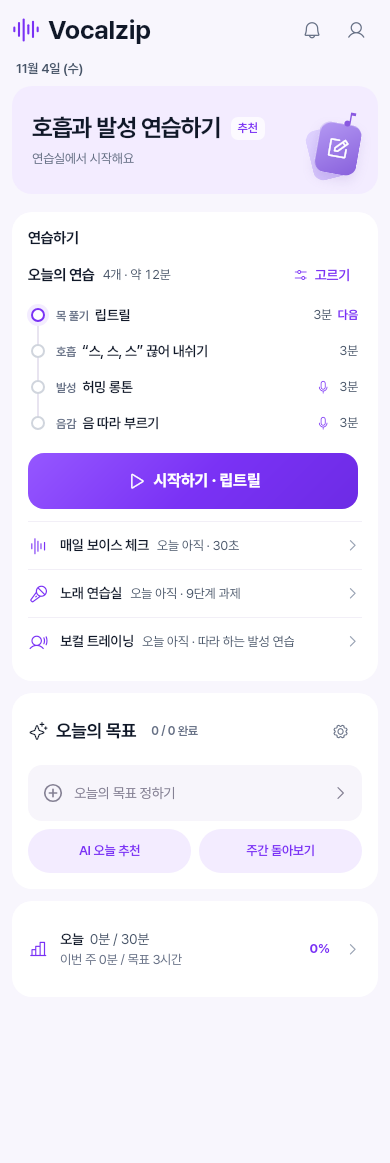 Vocalzip
11월 4일 (수)
호흡과 발성 연습하기 추천
연습실에서 시작해요
연습하기
오늘의 연습 4개 · 약 12분 고르기
목 풀기 립트릴 3분 다음
호흡 “스, 스, 스” 끊어 내쉬기 3분
발성 허밍 롱톤 3분
음감 음 따라 부르기 3분
시작하기 · 립트릴
매일 보이스 체크 오늘 아직 · 30초
노래 연습실 오늘 아직 · 9단계 과제
보컬 트레이닝 오늘 아직 · 따라 하는 발성 연습
오늘의 목표 0 / 0 완료
오늘의 목표 정하기
AI 오늘 추천 주간 돌아보기
오늘 0분 / 30분 0%
이번 주 0분 / 목표 3시간